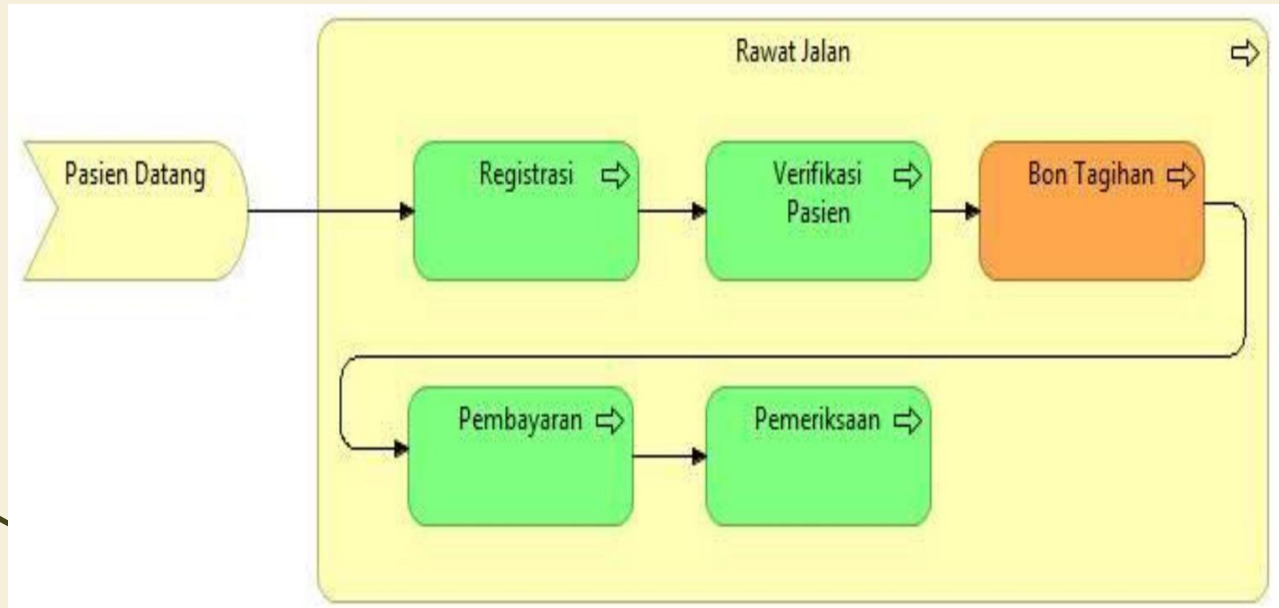 Rawat Jalan
Pasien Datang
Registrasi
Verifikasi
Pasien
Bon Tagihan
Pembayaran
Pemeriksaan